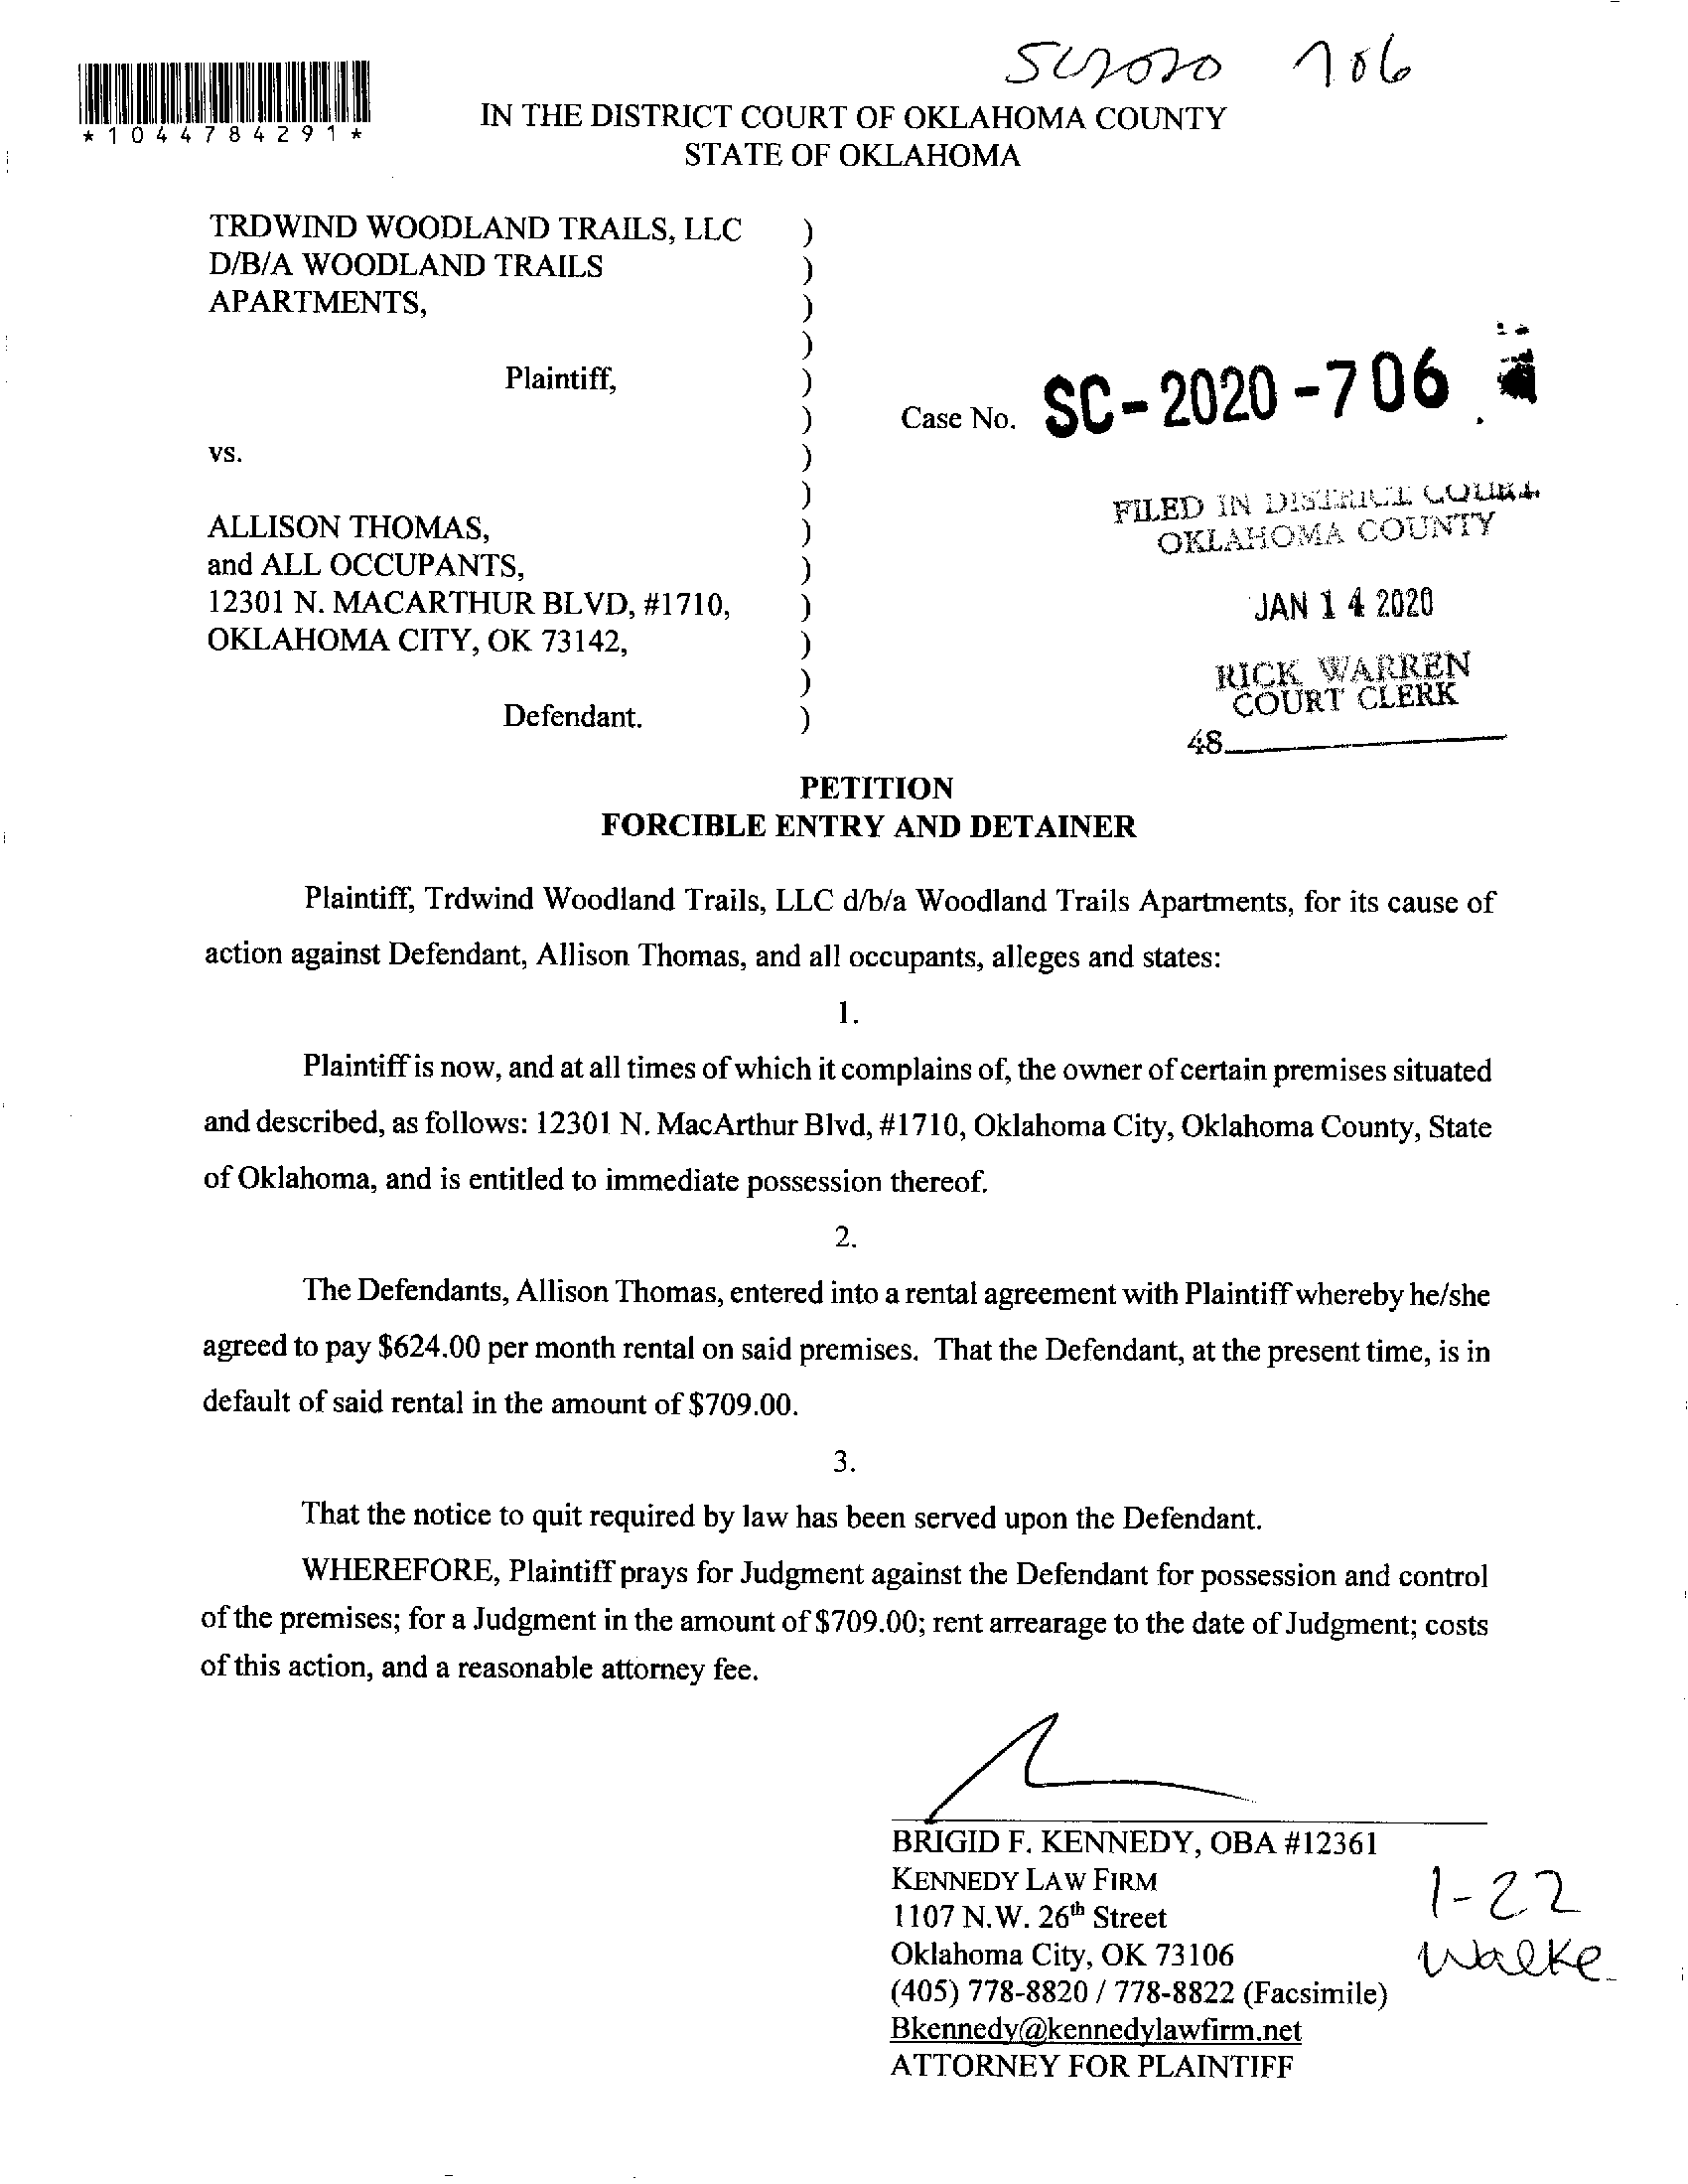 SC2020 706
*1044784291*
IN THE DISTRICT COURT OF OKLAHOMA COUNTY
STATE OF OKLAHOMA
TRDWIND WOODLAND TRAILS, LLC )
D/B/A WOODLAND TRAILS )
APARTMENTS, )
)
Plaintiff, )
) Case No. SC-2020-706
vs. )
)
ALLISON THOMAS, )
and ALL OCCUPANTS, )
12301 N. MACARTHUR BLVD, #1710, )
OKLAHOMA CITY, OK 73142, )
)
Defendant. )
FILED IN DISTRICT COURT
OKLAHOMA COUNTY
JAN 14 2020
RICK WARREN
COURT CLERK
48
PETITION
FORCIBLE ENTRY AND DETAINER
Plaintiff, Trdwind Woodland Trails, LLC d/b/a Woodland Trails Apartments, for its cause of
action against Defendant, Allison Thomas, and all occupants, alleges and states:
1.
Plaintiff is now, and at all times of which it complains of, the owner of certain premises situated
and described, as follows: 12301 N. MacArthur Blvd, #1710, Oklahoma City, Oklahoma County, State
of Oklahoma, and is entitled to immediate possession thereof.
2.
The Defendants, Allison Thomas, entered into a rental agreement with Plaintiff whereby he/she
agreed to pay $624.00 per month rental on said premises. That the Defendant, at the present time, is in
default of said rental in the amount of $709.00.
3.
That the notice to quit required by law has been served upon the Defendant.
WHEREFORE, Plaintiff prays for Judgment against the Defendant for possession and control
of the premises; for a Judgment in the amount of $709.00; rent arrearage to the date of Judgment; costs
of this action, and a reasonable attorney fee.
BRIGID F. KENNEDY, OBA #12361
KENNEDY LAW FIRM
1107 N.W. 26th Street
Oklahoma City, OK 73106
(405) 778-8820 / 778-8822 (Facsimile)
Bkennedy@kennedylawfirm.net
ATTORNEY FOR PLAINTIFF
1-22
Walke